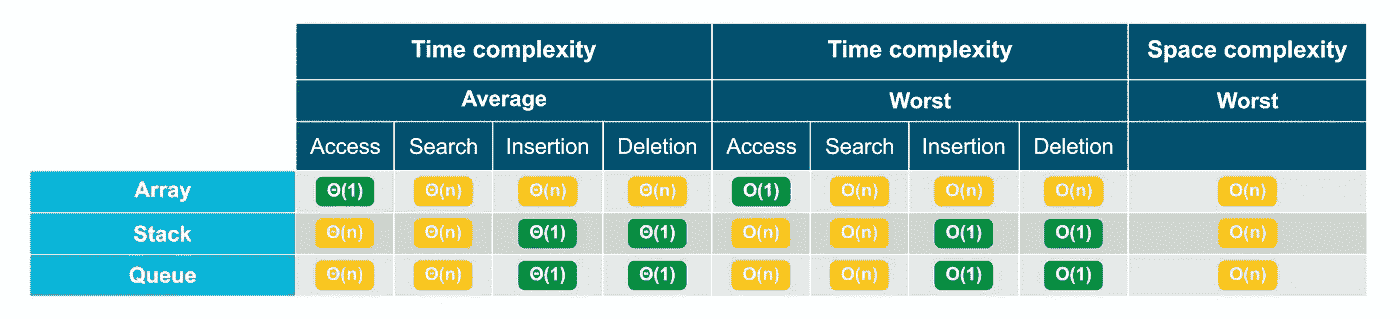 Time complexity Time complexity Space complexity
Average Worst Worst
Access Search Insertion Deletion Access Search Insertion Deletion
Array Θ(1) Θ(n) Θ(n) Θ(n) O(1) O(n) O(n) O(n) O(n)
Stack Θ(n) Θ(n) Θ(1) Θ(1) O(n) O(n) O(1) O(1) O(n)
Queue Θ(n) Θ(n) Θ(1) Θ(1) O(n) O(n) O(1) O(1) O(n)